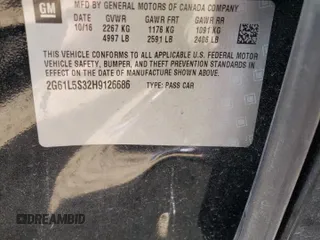 GM
MFD BY GENERAL MOTORS OF CANADA COMPANY
DATE GVWR GAWR FRT GAWR RR
10/16 2267 KG 1176 KG 1091 KG
4997 LB 2591 LB 2406 LB
THIS VEHICLE CONFORMS TO ALL APPLICABLE U.S. FEDERAL MOTOR
VEHICLE SAFETY, BUMPER, AND THEFT PREVENTION STANDARDS IN
EFFECT ON THE DATE OF MANUFACTURE SHOWN ABOVE.
2G61L5S32H9126686 TYPE: PASS CAR
DREAMBID